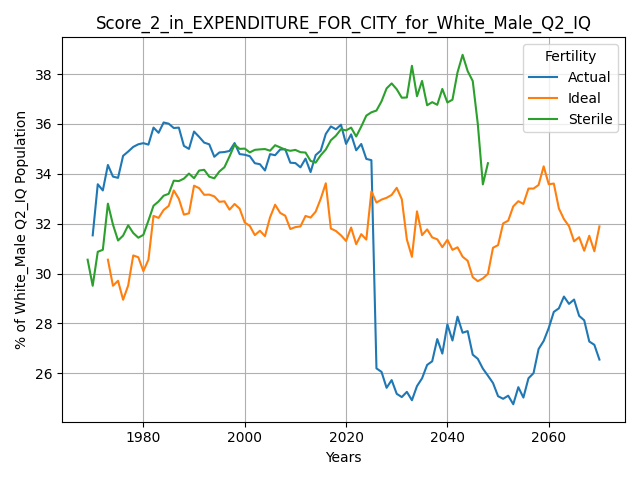 Score_2_in_EXPENDITURE_FOR_CITY_for_White_Male_Q2_IQ
Fertility
Actual
Ideal
Sterile
% of White_Male Q2_IQ Population
38
36
34
32
30
28
26
1980
2000
2020
2040
2060
Years